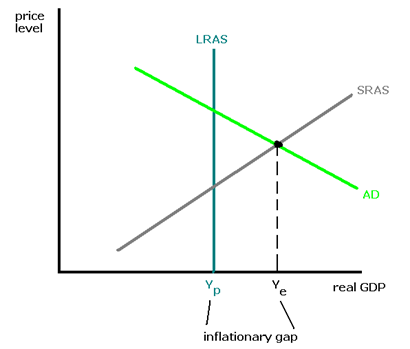 price
level
LRAS
SRAS
AD
Yp
Ye
real GDP
inflationary gap